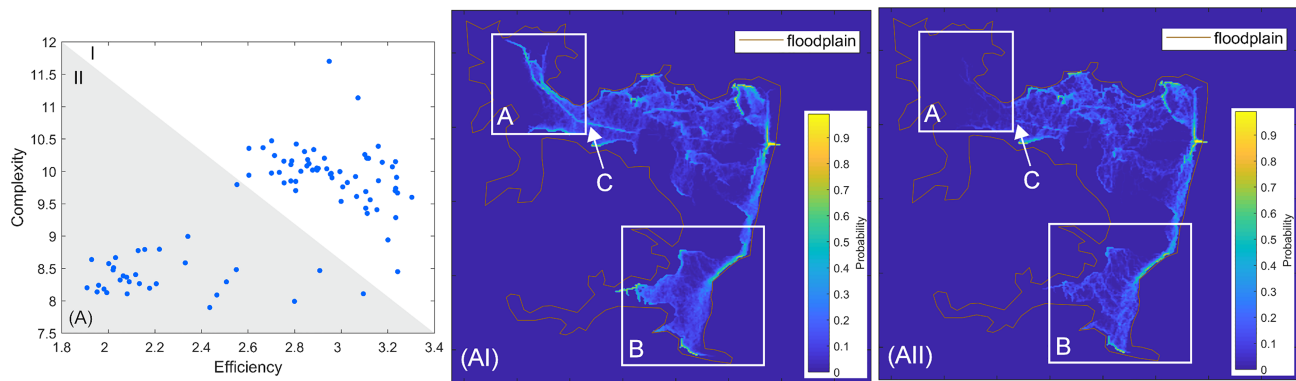 12
11.5
11
10.5
10
9.5
9
8.5
8
7.5
Complexity
I
II
(A)
1.8 2 2.2 2.4 2.6 2.8 3 3.2 3.4
Efficiency
floodplain
A
C
B
(AI)
0.9
0.8
0.7
0.6
0.5
0.4
0.3
0.2
0.1
0
Probability
floodplain
A
C
B
(AII)
0.9
0.8
0.7
0.6
0.5
0.4
0.3
0.2
0.1
0
Probability